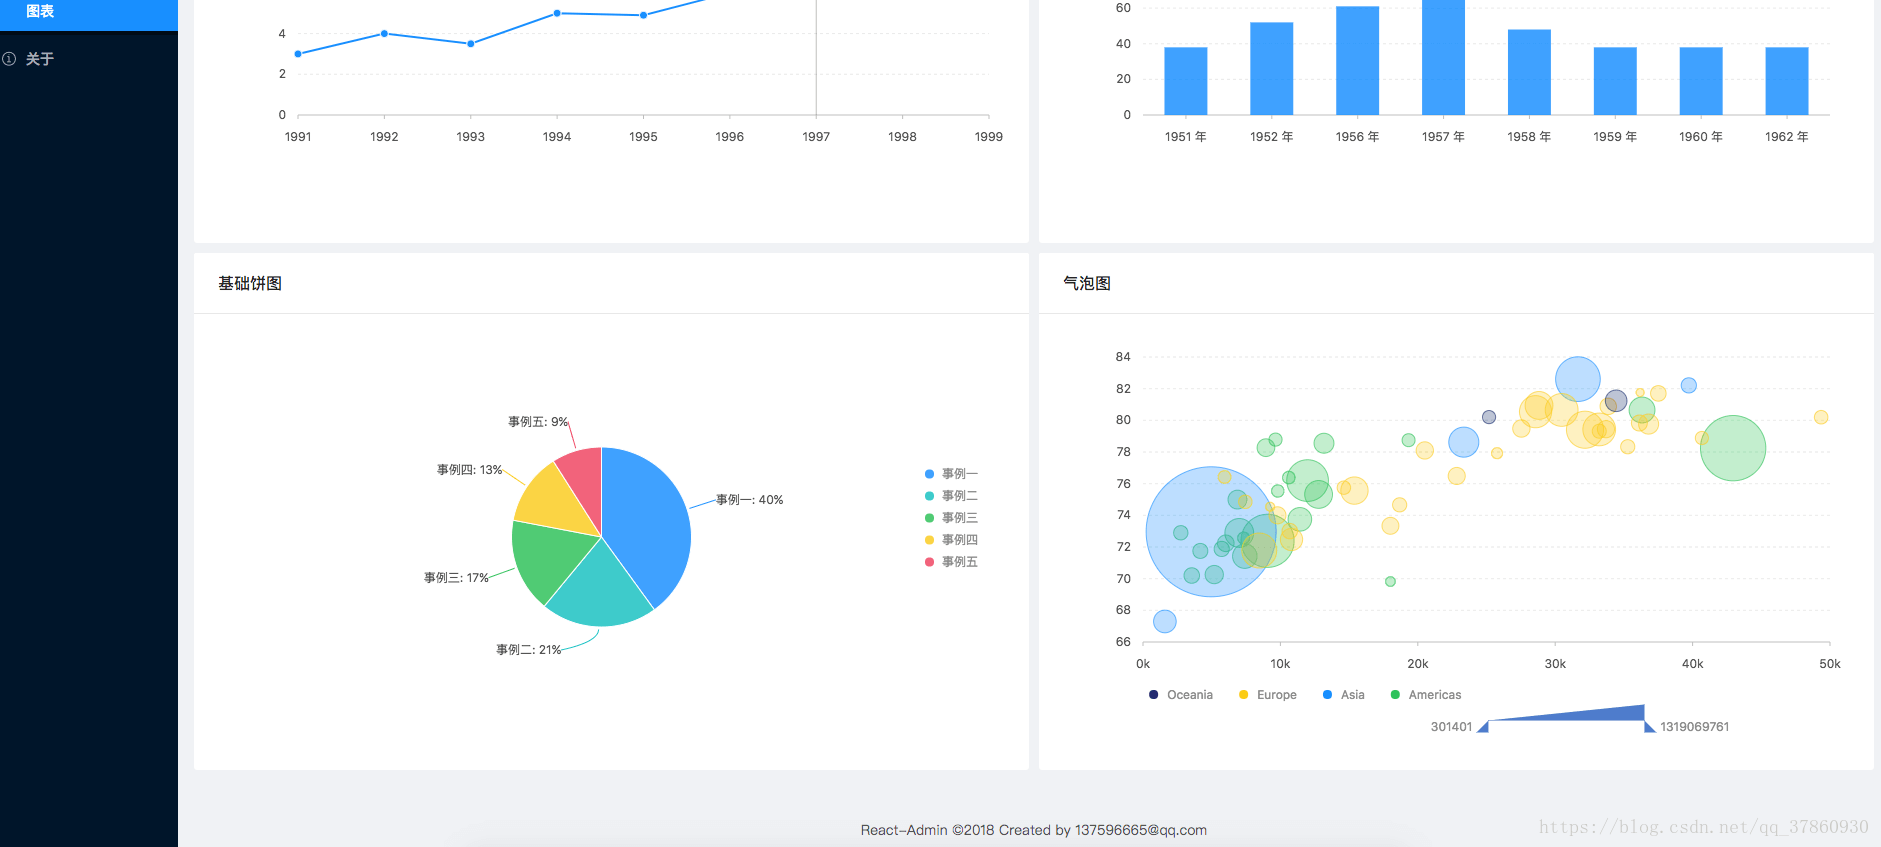 图表
关于
4
2
0
1991 1992 1993 1994 1995 1996 1997 1998 1999
60
40
20
0
1951 年 1952 年 1956 年 1957 年 1958 年 1959 年 1960 年 1962 年
基础饼图
事例五: 9%
事例四: 13%
事例一: 40%
事例三: 17%
事例二: 21%
事例一
事例二
事例三
事例四
事例五
气泡图
84
82
80
78
76
74
72
70
68
66
0k 10k 20k 30k 40k 50k
Oceania Europe Asia Americas
301401 1319069761
React-Admin ©2018 Created by 137596665@qq.com
https://blog.csdn.net/qq_37860930